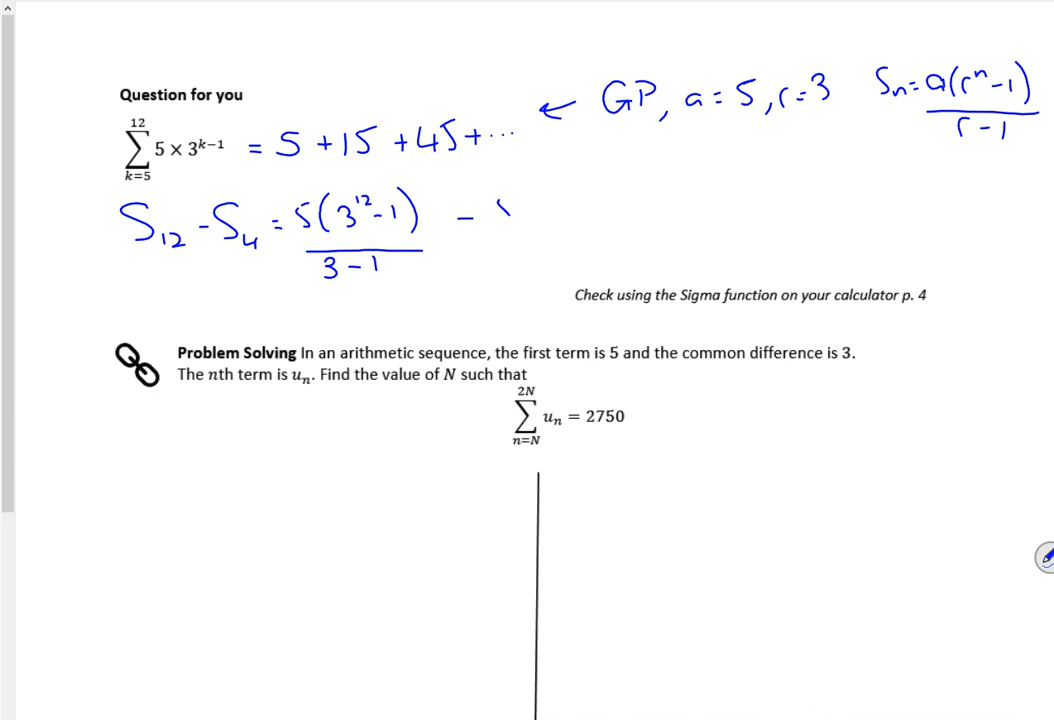 Question for you
← GP, a = 5, r = 3 Sn = a(rⁿ - 1) / r - 1
12 ∑ k=5 5 × 3^(k−1) = 5 + 15 + 45 + ...
S₁₂ - S₄ = 5(3¹² - 1) / 3 - 1 -
Check using the Sigma function on your calculator p. 4
Problem Solving In an arithmetic sequence, the first term is 5 and the common difference is 3.
The nth term is uₙ. Find the value of N such that
2N ∑ n=N uₙ = 2750